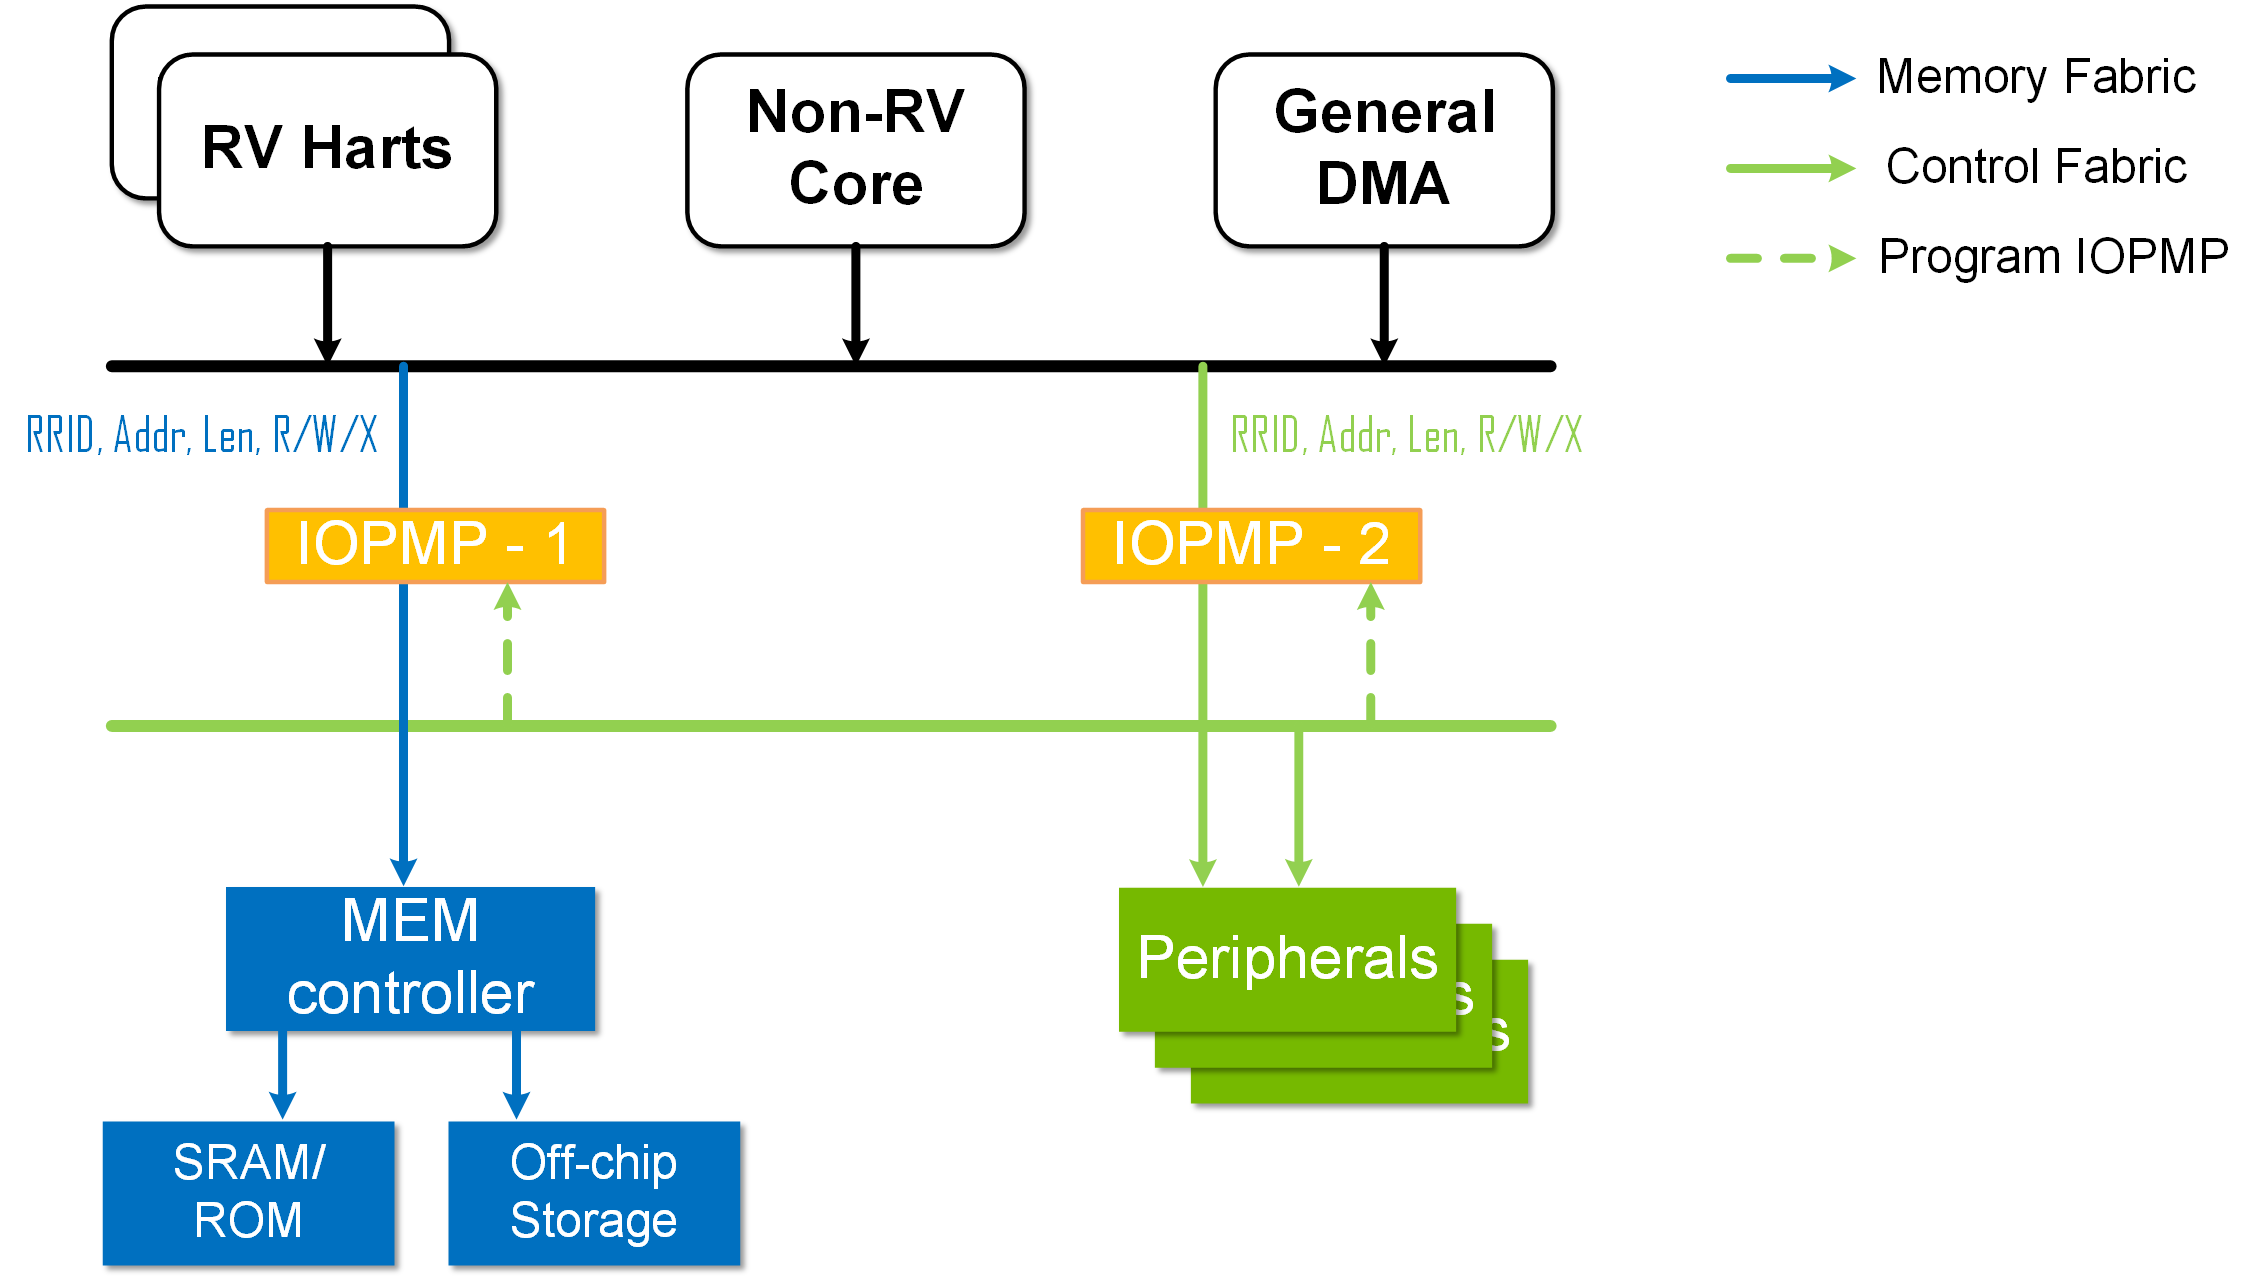 RV Harts
Non-RV
Core
General
DMA
Memory Fabric
Control Fabric
Program IOPMP
RRID, Addr, Len, R/W/X
RRID, Addr, Len, R/W/X
IOPMP - 1
IOPMP - 2
MEM
controller
Peripherals
s
s
SRAM/
ROM
Off-chip
Storage